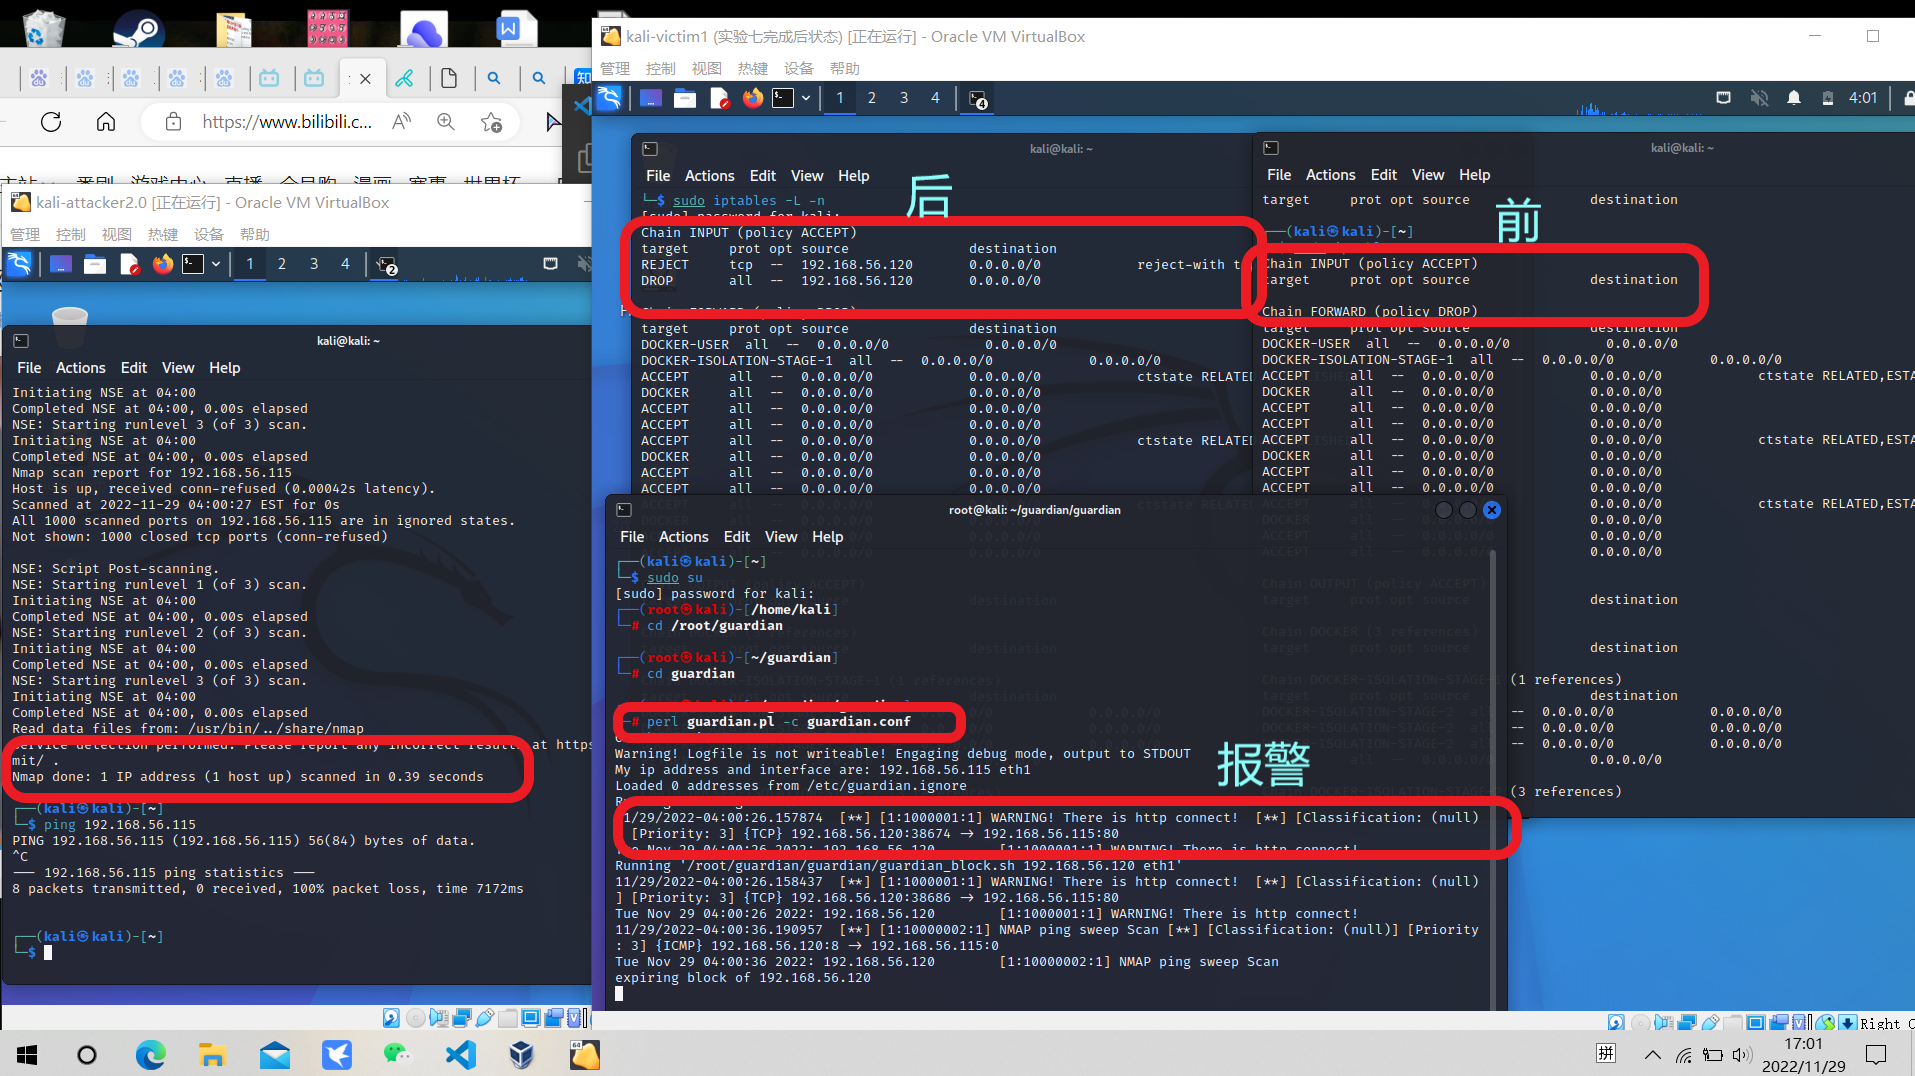 https://www.bilibili.c...
kali-attacker2.0 [正在运行] - Oracle VM VirtualBox
管理 控制 视图 热键 设备 帮助
1 2 3 4
kali@kali: ~
File Actions Edit View Help
Initiating NSE at 04:00
Completed NSE at 04:00, 0.00s elapsed
NSE: Starting runlevel 3 (of 3) scan.
Initiating NSE at 04:00
Completed NSE at 04:00, 0.00s elapsed
Nmap scan report for 192.168.56.115
Host is up, received conn-refused (0.00042s latency).
Scanned at 2022-11-29 04:00:27 EST for 0s
All 1000 scanned ports on 192.168.56.115 are in ignored states.
Not shown: 1000 closed tcp ports (conn-refused)
NSE: Script Post-scanning.
NSE: Starting runlevel 1 (of 3) scan.
Initiating NSE at 04:00
Completed NSE at 04:00, 0.00s elapsed
NSE: Starting runlevel 2 (of 3) scan.
Initiating NSE at 04:00
Completed NSE at 04:00, 0.00s elapsed
NSE: Starting runlevel 3 (of 3) scan.
Initiating NSE at 04:00
Completed NSE at 04:00, 0.00s elapsed
Read data files from: /usr/bin/../share/nmap
Service detection performed. Please report any incorrect results at https
mit/ .
Nmap done: 1 IP address (1 host up) scanned in 0.39 seconds
┌──(kali㉿kali)-[~]
└─$ ping 192.168.56.115
PING 192.168.56.115 (192.168.56.115) 56(84) bytes of data.
^C
--- 192.168.56.115 ping statistics ---
8 packets transmitted, 0 received, 100% packet loss, time 7172ms
┌──(kali㉿kali)-[~]
└─$
kali-victim1 (实验七完成后状态) [正在运行] - Oracle VM VirtualBox
管理 控制 视图 热键 设备 帮助
1 2 3 4 4:01
kali@kali: ~
File Actions Edit View Help
后
└─$ sudo iptables -L -n
[sudo] password for kali:
Chain INPUT (policy ACCEPT)
target prot opt source destination
REJECT tcp -- 192.168.56.120 0.0.0.0/0 reject-with t
DROP all -- 192.168.56.120 0.0.0.0/0
Chain FORWARD (policy DROP)
target prot opt source destination
DOCKER-USER all -- 0.0.0.0/0 0.0.0.0/0
DOCKER-ISOLATION-STAGE-1 all -- 0.0.0.0/0 0.0.0.0/0
ACCEPT all -- 0.0.0.0/0 0.0.0.0/0 ctstate RELATED
DOCKER all -- 0.0.0.0/0 0.0.0.0/0
ACCEPT all -- 0.0.0.0/0 0.0.0.0/0
ACCEPT all -- 0.0.0.0/0 0.0.0.0/0
ACCEPT all -- 0.0.0.0/0 0.0.0.0/0 ctstate RELATED
DOCKER all -- 0.0.0.0/0 0.0.0.0/0
ACCEPT all -- 0.0.0.0/0 0.0.0.0/0
ACCEPT all -- 0.0.0.0/0 0.0.0.0/0
kali@kali: ~
File Actions Edit View Help
target prot opt source destination
前
┌──(kali㉿kali)-[~]
Chain INPUT (policy ACCEPT)
target prot opt source destination
Chain FORWARD (policy DROP)
target prot opt source destination
DOCKER-USER all -- 0.0.0.0/0 0.0.0.0/0
DOCKER-ISOLATION-STAGE-1 all -- 0.0.0.0/0 0.0.0.0/0
ACCEPT all -- 0.0.0.0/0 0.0.0.0/0 ctstate RELATED,ESTA
DOCKER all -- 0.0.0.0/0 0.0.0.0/0
ACCEPT all -- 0.0.0.0/0 0.0.0.0/0
ACCEPT all -- 0.0.0.0/0 0.0.0.0/0
ACCEPT all -- 0.0.0.0/0 0.0.0.0/0 ctstate RELATED,ESTA
DOCKER all -- 0.0.0.0/0 0.0.0.0/0
ACCEPT all -- 0.0.0.0/0 0.0.0.0/0
ACCEPT all -- 0.0.0.0/0 0.0.0.0/0
0.0.0.0/0 ctstate RELATED,ESTA
0.0.0.0/0
0.0.0.0/0
0.0.0.0/0
destination
destination
(1 references)
destination
-- 0.0.0.0/0 0.0.0.0/0
-- 0.0.0.0/0 0.0.0.0/0
-- 0.0.0.0/0 0.0.0.0/0
0.0.0.0/0
(3 references)
root@kali: ~/guardian/guardian
File Actions Edit View Help
┌──(kali㉿kali)-[~]
└─$ sudo su
[sudo] password for kali:
┌──(root㉿kali)-[/home/kali]
└─# cd /root/guardian
┌──(root㉿kali)-[~/guardian]
└─# cd guardian
─# perl guardian.pl -c guardian.conf
Warning! Logfile is not writeable! Engaging debug mode, output to STDOUT
My ip address and interface are: 192.168.56.115 eth1
Loaded 0 addresses from /etc/guardian.ignore
报警
1/29/2022-04:00:26.157874 [**] [1:1000001:1] WARNING! There is http connect! [**] [Classification: (null)
[Priority: 3] {TCP} 192.168.56.120:38674 -> 192.168.56.115:80
Tue Nov 29 04:00:26 2022: 192.168.56.120 [1:1000001:1] WARNING! There is http connect!
Running '/root/guardian/guardian/guardian_block.sh 192.168.56.120 eth1'
11/29/2022-04:00:26.158437 [**] [1:1000001:1] WARNING! There is http connect! [**] [Classification: (null)
] [Priority: 3] {TCP} 192.168.56.120:38686 -> 192.168.56.115:80
Tue Nov 29 04:00:26 2022: 192.168.56.120 [1:1000001:1] WARNING! There is http connect!
11/29/2022-04:00:36.190957 [**] [1:10000002:1] NMAP ping sweep Scan [**] [Classification: (null)] [Priority
: 3] {ICMP} 192.168.56.120:8 -> 192.168.56.115:0
Tue Nov 29 04:00:36 2022: 192.168.56.120 [1:10000002:1] NMAP ping sweep Scan
expiring block of 192.168.56.120
Right C
拼
17:01
2022/11/29